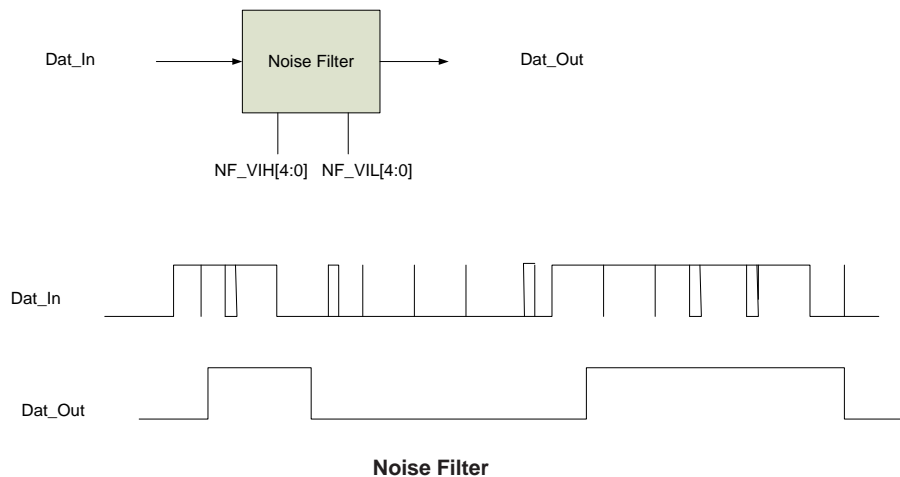 Dat_In
Noise Filter
Dat_Out
NF_VIH[4:0] NF_VIL[4:0]
Dat_In
Dat_Out
Noise Filter